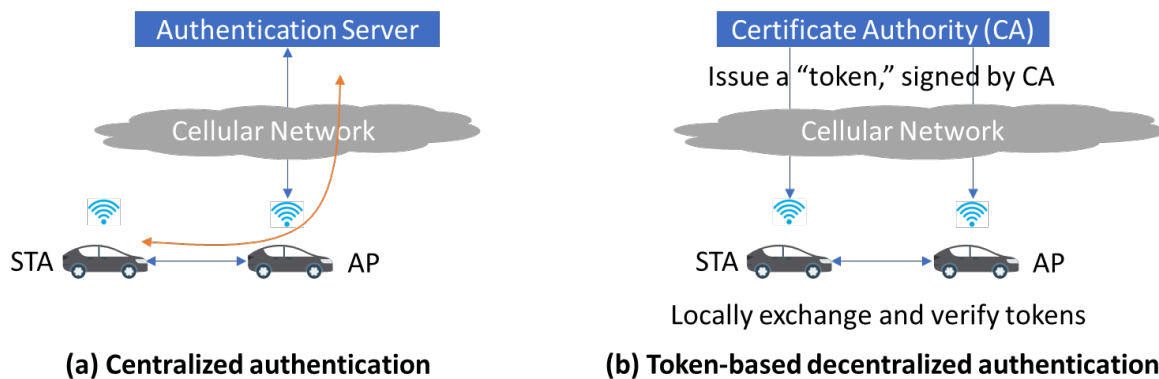 Authentication Server
Cellular Network
STA
AP
(a) Centralized authentication
Certificate Authority (CA)
Issue a “token,” signed by CA
Cellular Network
STA
AP
Locally exchange and verify tokens
(b) Token-based decentralized authentication